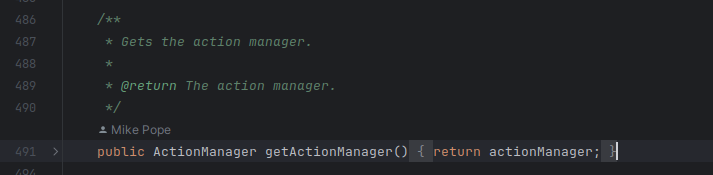 486 /**
487 * Gets the action manager.
488 *
489 * @return The action manager.
490 */
Mike Pope
491 public ActionManager getActionManager() { return actionManager; }